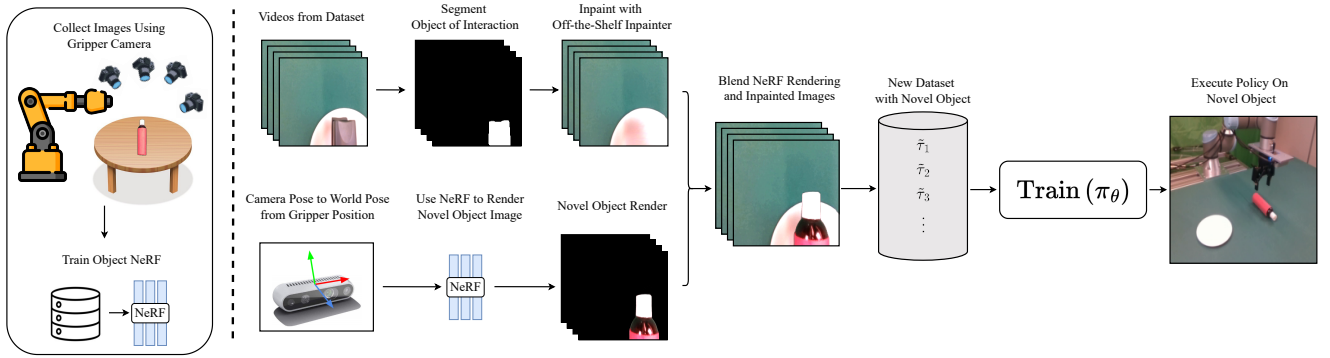 Collect Images Using
Gripper Camera
Train Object NeRF
NeRF
Videos from Dataset
Segment
Object of Interaction
Inpaint with
Off-the-Shelf Inpainter
Camera Pose to World Pose
from Gripper Position
Use NeRF to Render
Novel Object Image
NeRF
Novel Object Render
Blend NeRF Rendering
and Inpainted Images
New Dataset
with Novel Object
τ̃₁
τ̃₂
τ̃₃
⋮
Train (π_θ)
Execute Policy On
Novel Object